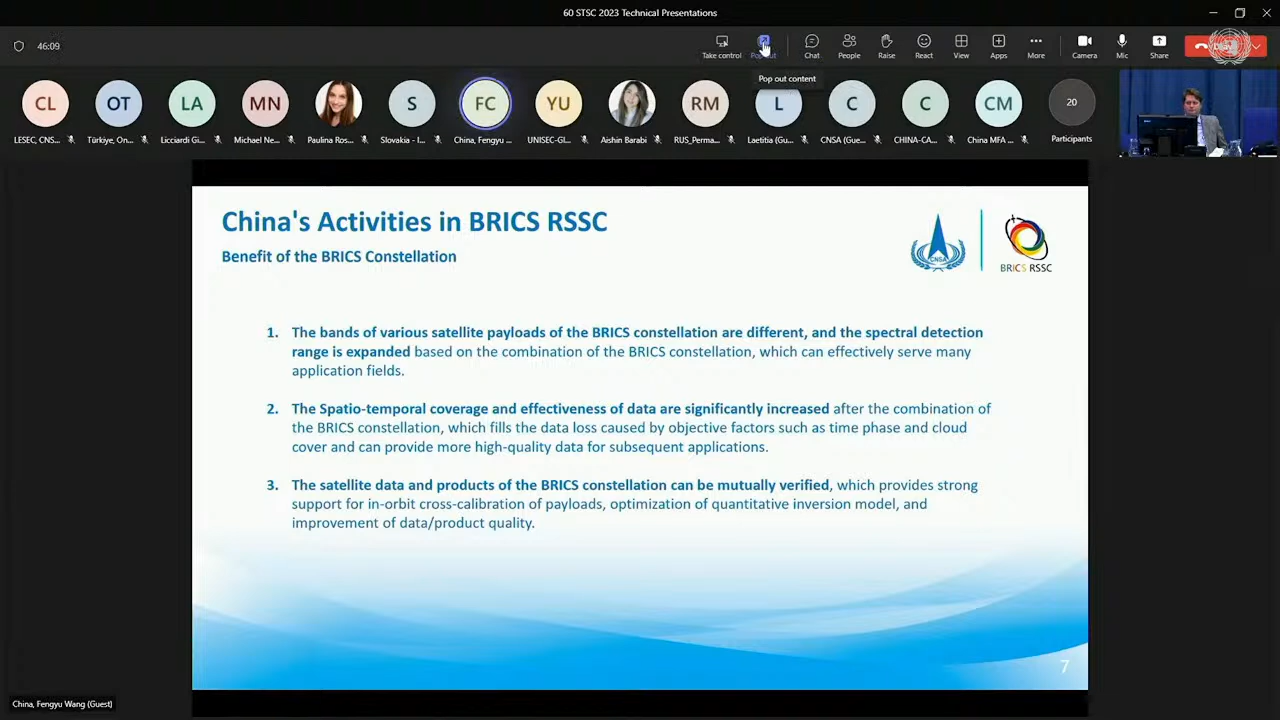 60 STSC 2023 Technical Presentations
46:09
Take control
Chat
People
Raise
React
View
Apps
More
Camera
Mic
Share
Pop out content
CL
OT
LA
MN
S
FC
YU
RM
L
C
C
CM
20
LESEC, CNS...
Türkiye, On...
Licciardi Gi...
Michael Ne...
Paulina Ros...
Slovakia - I...
China, Fengyu ...
UNISEC-Gl...
Aishin Barabi
RUS_Perma...
Laetitia (Gu...
CNSA (Gue...
CHINA-CA...
China MFA ...
Participants
China's Activities in BRICS RSSC
Benefit of the BRICS Constellation
CNSA
BRICS RSSC
1. The bands of various satellite payloads of the BRICS constellation are different, and the spectral detection
range is expanded based on the combination of the BRICS constellation, which can effectively serve many
application fields.
2. The Spatio-temporal coverage and effectiveness of data are significantly increased after the combination of
the BRICS constellation, which fills the data loss caused by objective factors such as time phase and cloud
cover and can provide more high-quality data for subsequent applications.
3. The satellite data and products of the BRICS constellation can be mutually verified, which provides strong
support for in-orbit cross-calibration of payloads, optimization of quantitative inversion model, and
improvement of data/product quality.
7
China, Fengyu Wang (Guest)